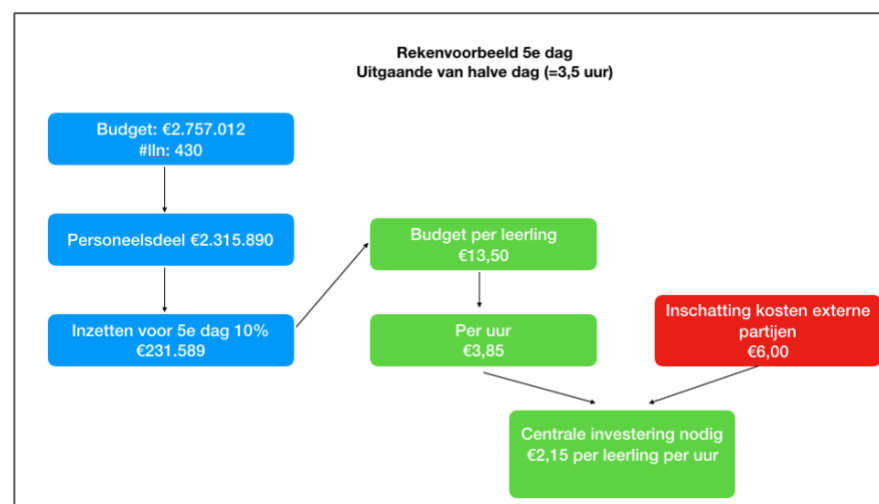 Rekenvoorbeeld 5e dag
Uitgaande van halve dag (=3,5 uur)
Budget: €2.757.012
#lln: 430
Personeelsdeel €2.315.890
Inzetten voor 5e dag 10%
€231.589
Budget per leerling
€13,50
Per uur
€3,85
Inschatting kosten externe
partijen
€6,00
Centrale investering nodig
€2,15 per leerling per uur